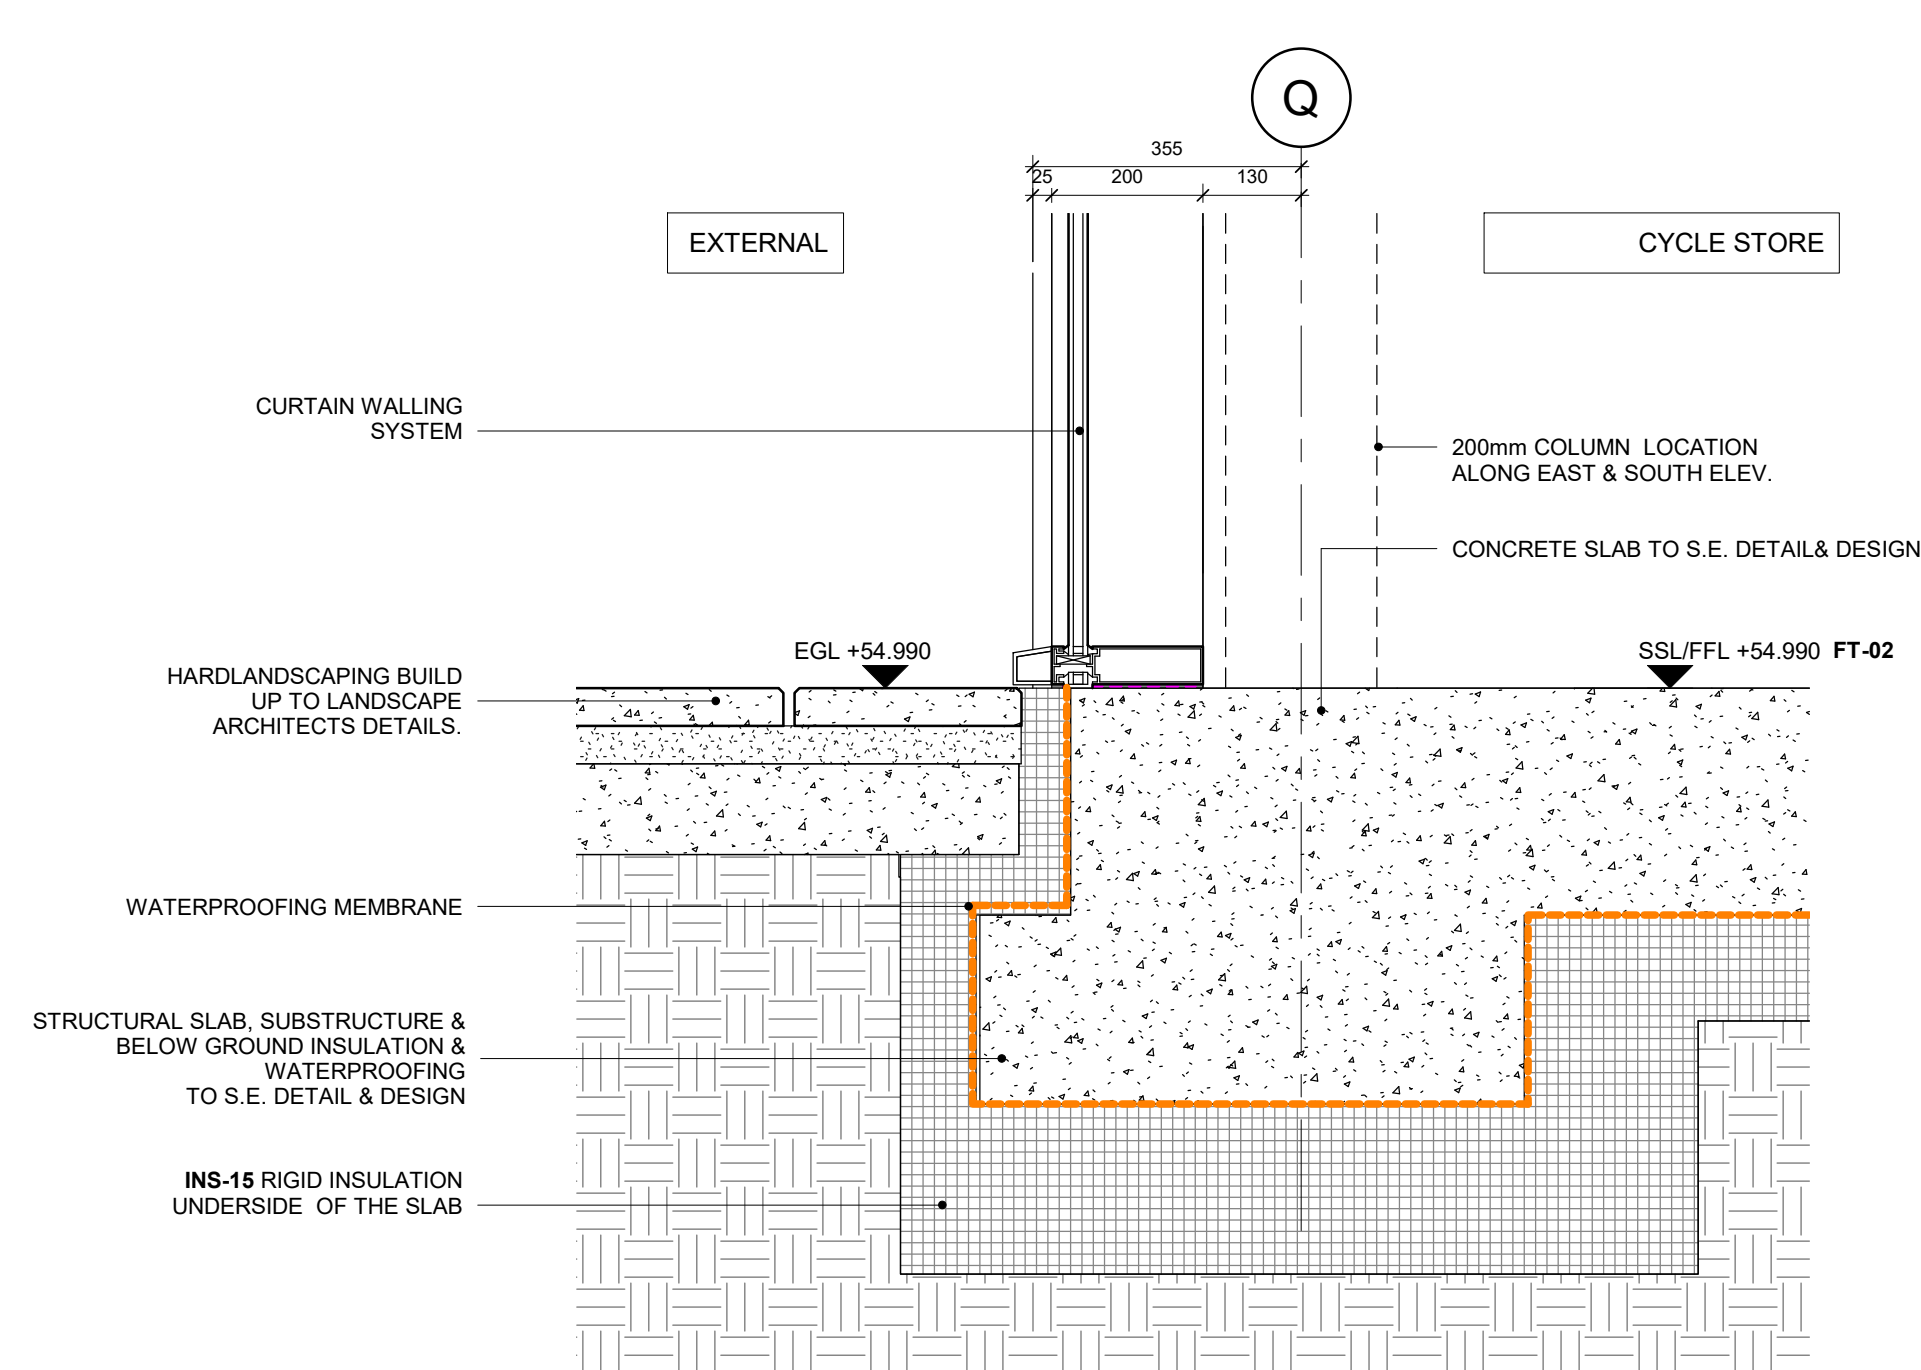 Q
355
25 200 130
EXTERNAL
CYCLE STORE
CURTAIN WALLING
SYSTEM
200mm COLUMN  LOCATION
ALONG EAST & SOUTH ELEV.
CONCRETE SLAB TO S.E. DETAIL& DESIGN
EGL +54.990
SSL/FFL +54.990 FT-02
HARDLANDSCAPING BUILD
UP TO LANDSCAPE
ARCHITECTS DETAILS.
WATERPROOFING MEMBRANE
STRUCTURAL SLAB, SUBSTRUCTURE &
BELOW GROUND INSULATION &
WATERPROOFING
TO S.E. DETAIL & DESIGN
INS-15 RIGID INSULATION
UNDERSIDE  OF THE SLAB